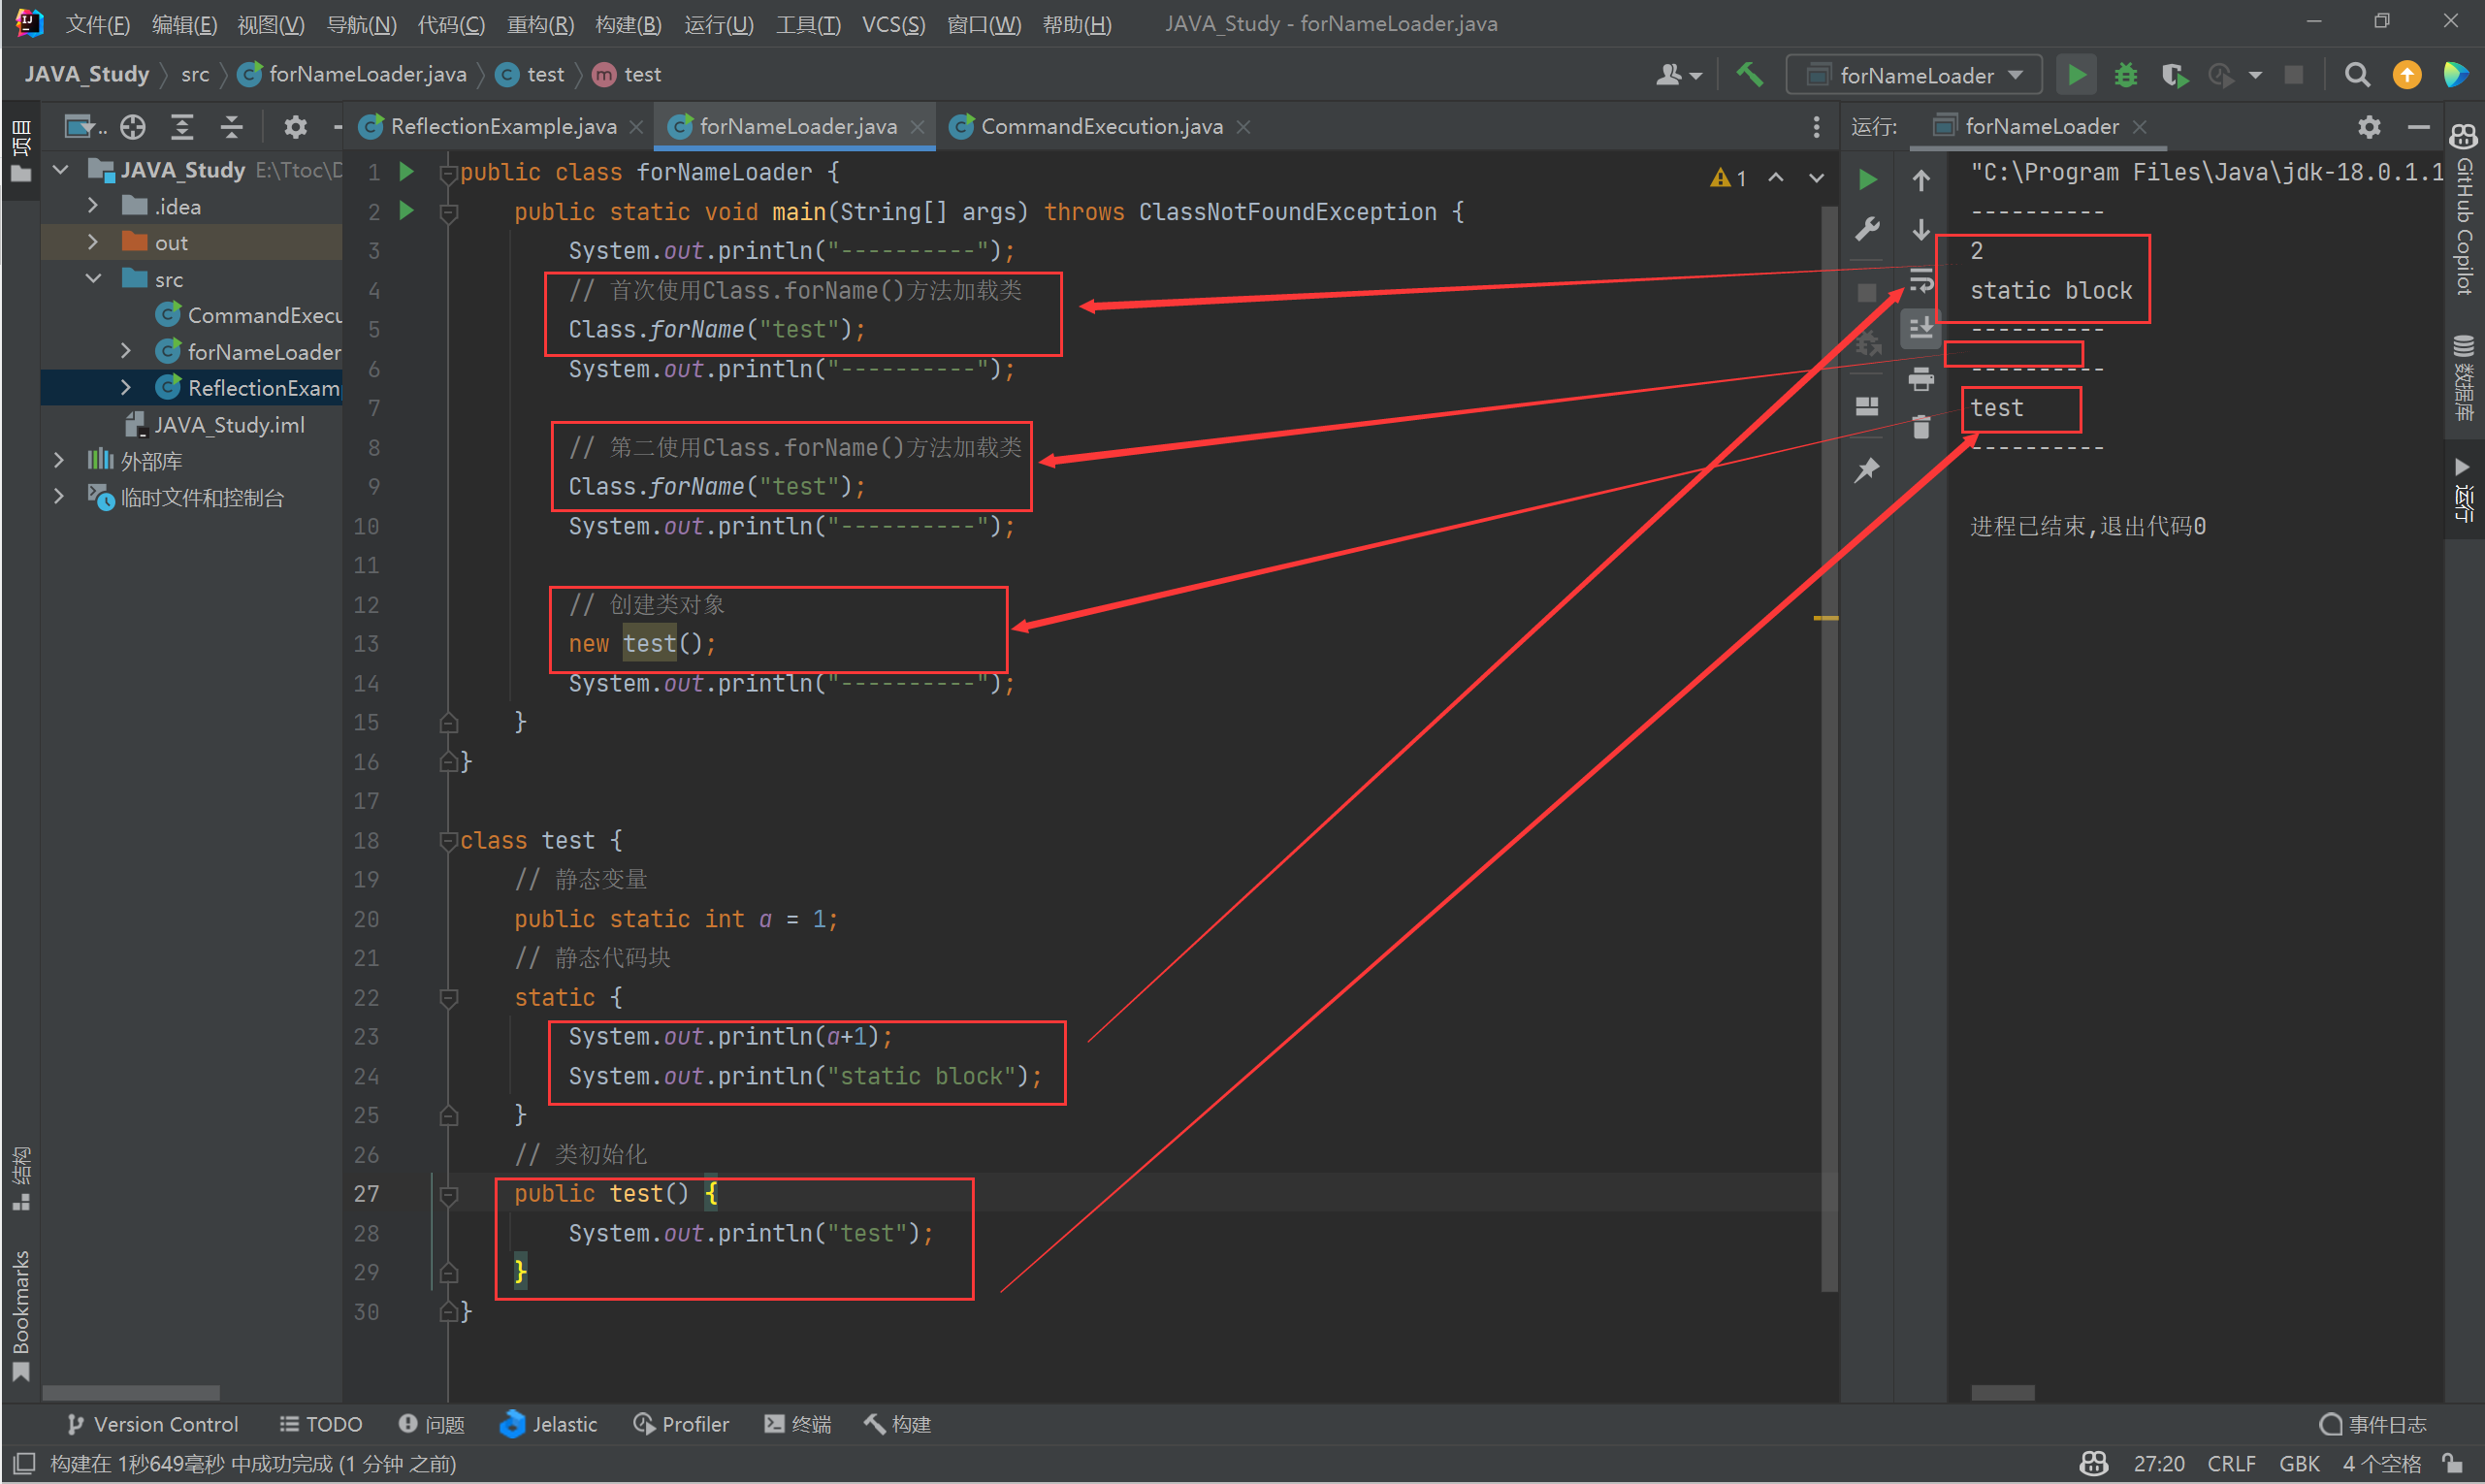 文件(F) 编辑(E) 视图(V) 导航(N) 代码(C) 重构(R) 构建(B) 运行(U) 工具(T) VCS(S) 窗口(W) 帮助(H) JAVA_Study - forNameLoader.java
JAVA_Study src forNameLoader.java test test
forNameLoader
项目
ReflectionExample.java forNameLoader.java CommandExecution.java
运行: forNameLoader
JAVA_Study E:\Ttoc\D
.idea
out
src
CommandExecu
forNameLoader
ReflectionExam
JAVA_Study.iml
外部库
临时文件和控制台
结构
Bookmarks
1 public class forNameLoader {
2 public static void main(String[] args) throws ClassNotFoundException {
3 System.out.println("----------");
4 // 首次使用Class.forName()方法加载类
5 Class.forName("test");
6 System.out.println("----------");
7
8 // 第二使用Class.forName()方法加载类
9 Class.forName("test");
10 System.out.println("----------");
11
12 // 创建类对象
13 new test();
14 System.out.println("----------");
15 }
16 }
17
18 class test {
19 // 静态变量
20 public static int a = 1;
21 // 静态代码块
22 static {
23 System.out.println(a+1);
24 System.out.println("static block");
25 }
26 // 类初始化
27 public test() {
28 System.out.println("test");
29 }
30 }
1
"C:\Program Files\Java\jdk-18.0.1.1
----------
2
static block
----------
----------
test
----------
进程已结束,退出代码0
GitHub Copilot
数据库
运行
Version Control TODO 问题 Jelastic Profiler 终端 构建 事件日志
构建在 1秒649毫秒 中成功完成 (1 分钟 之前) 27:20 CRLF GBK 4 个空格